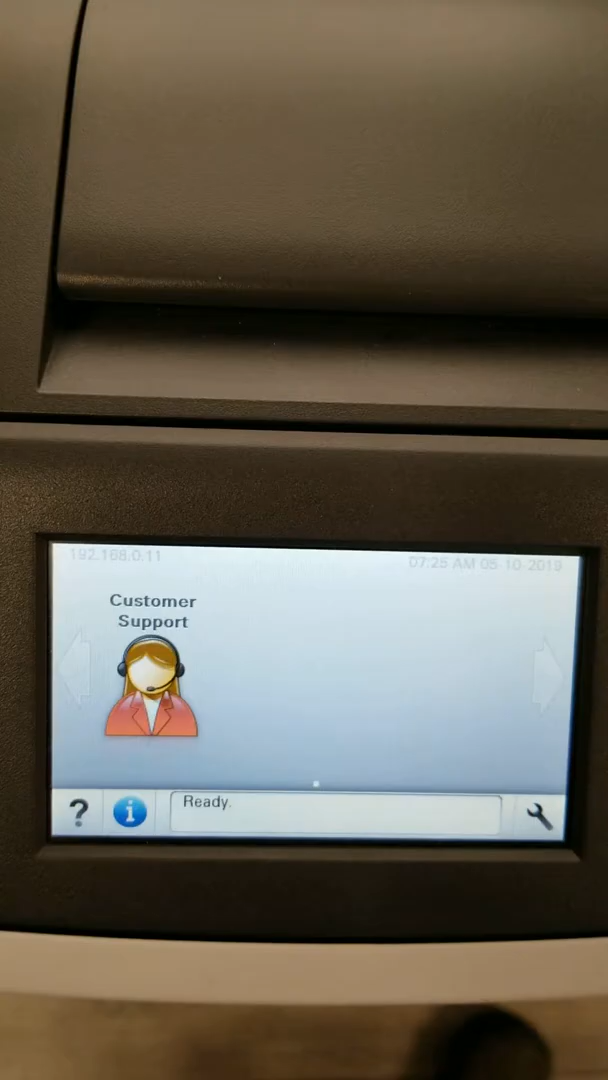 192.168.0.11
07:25 AM 05-10-2019
Customer
Support
?
i
Ready.